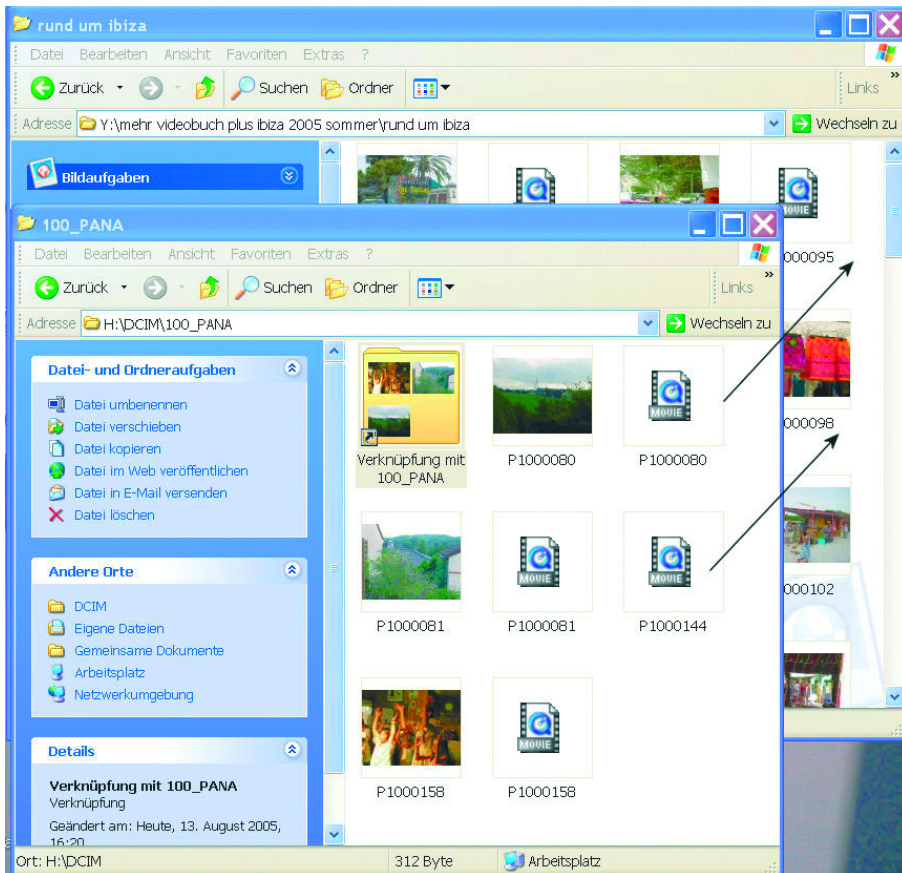 rund um ibiza
Datei Bearbeiten Ansicht Favoriten Extras ?
Zurück Suchen Ordner Links »
Adresse Y:\mehr videobuch plus ibiza 2005 sommer\rund um ibiza Wechseln zu
Bildaufgaben
MOUIE
000095
000098
000102
100_PANA
Datei Bearbeiten Ansicht Favoriten Extras ?
Zurück Suchen Ordner Links »
Adresse H:\DCIM\100_PANA Wechseln zu
Datei- und Ordneraufgaben
Datei umbenennen
Datei verschieben
Datei kopieren
Datei im Web veröffentlichen
Datei in E-Mail versenden
Datei löschen
Andere Orte
DCIM
Eigene Dateien
Gemeinsame Dokumente
Arbeitsplatz
Netzwerkumgebung
Details
Verknüpfung mit 100_PANA
Verknüpfung
Geändert am: Heute, 13. August 2005,
16:20
MOUIE
Verknüpfung mit
100_PANA
P1000080
P1000080
MOUIE
MOUIE
P1000081
P1000081
P1000144
MOUIE
P1000158
P1000158
Ort: H:\DCIM 312 Byte Arbeitsplatz